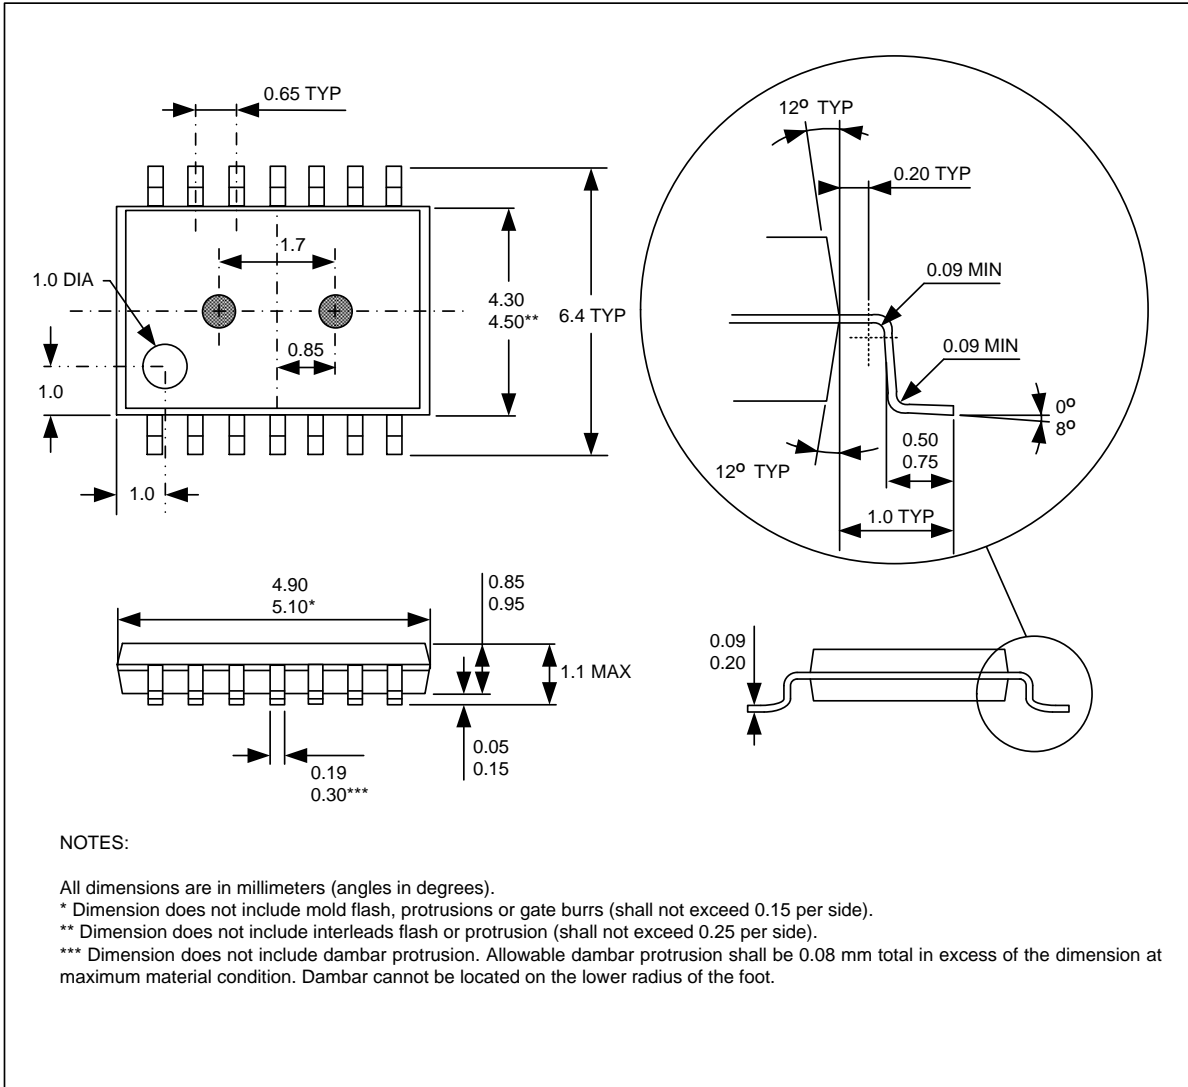 0.65 TYP
12º TYP
0.20 TYP
1.7
1.0 DIA
0.09 MIN
4.30
4.50**
6.4 TYP
0.85
0.09 MIN
1.0
0º
8º
0.50
0.75
12º TYP
1.0
1.0 TYP
4.90
5.10*
0.85
0.95
1.1 MAX
0.09
0.20
0.05
0.15
0.19
0.30***
NOTES:
All dimensions are in millimeters (angles in degrees).
* Dimension does not include mold flash, protrusions or gate burrs (shall not exceed 0.15 per side).
** Dimension does not include interleads flash or protrusion (shall not exceed 0.25 per side).
*** Dimension does not include dambar protrusion. Allowable dambar protrusion shall be 0.08 mm total in excess of the dimension at
maximum material condition. Dambar cannot be located on the lower radius of the foot.